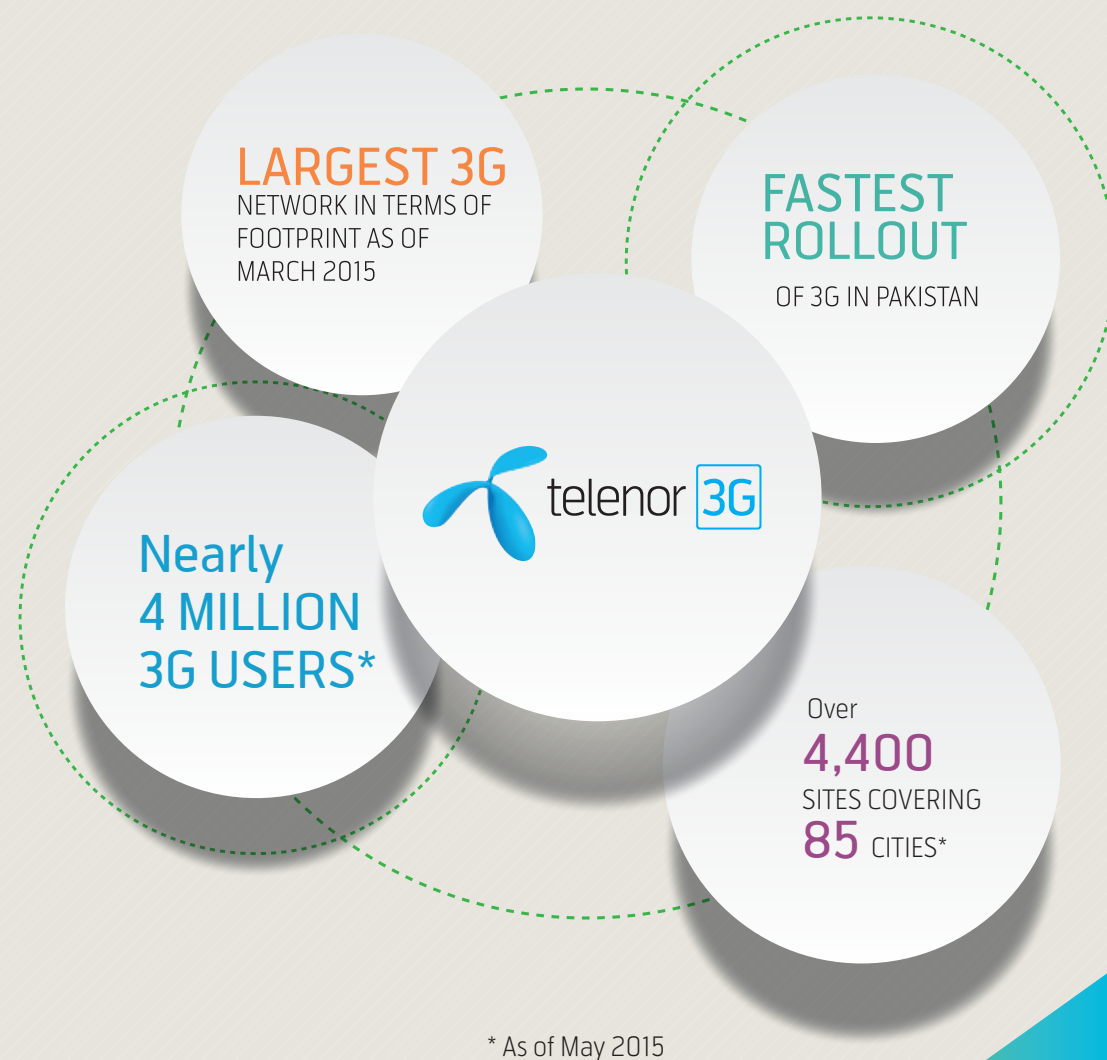 LARGEST 3G
NETWORK IN TERMS OF
FOOTPRINT AS OF
MARCH 2015
FASTEST
ROLLOUT
OF 3G IN PAKISTAN
telenor 3G
Nearly
4 MILLION
3G USERS*
Over
4,400
SITES COVERING
85 CITIES*
* As of May 2015